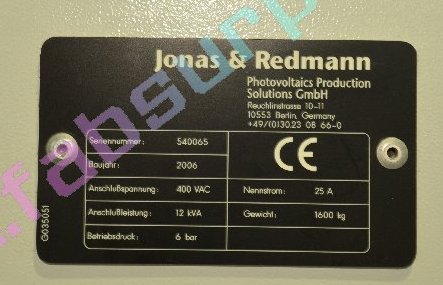 Jonas & Redmann
Photovoltaics Production
Solutions GmbH
Reuchlinstrasse 10-11
10553 Berlin, Germany
+49/(0)30.23 08 66-0
Seriennummer: 540065
Baujahr: 2006
CE
Anschlußspannung: 400 VAC Nennstrom: 25 A
Anschlußleistung: 12 kVA Gewicht: 1600 kg
Betriebsdruck: 6 bar
G035051
.fabsurp